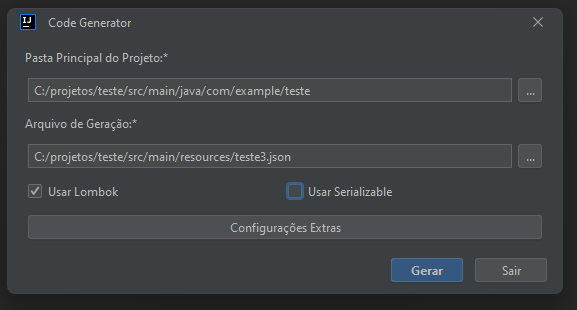 IJ Code Generator
Pasta Principal do Projeto:*
C:/projetos/teste/src/main/java/com/example/teste ...
Arquivo de Geração:*
C:/projetos/teste/src/main/resources/teste3.json ...
Usar Lombok Usar Serializable
Configurações Extras
Gerar Sair